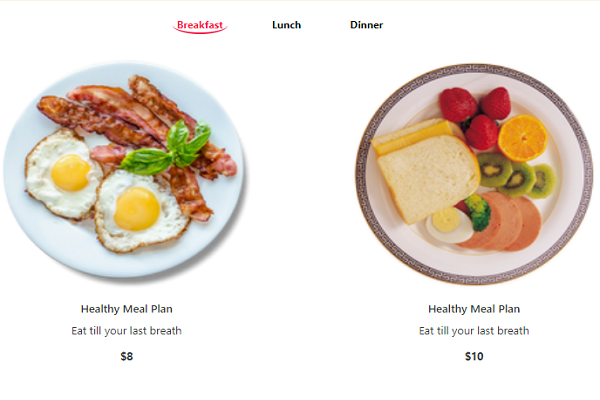 Breakfast Lunch Dinner
Healthy Meal Plan
Eat till your last breath
$8
Healthy Meal Plan
Eat till your last breath
$10